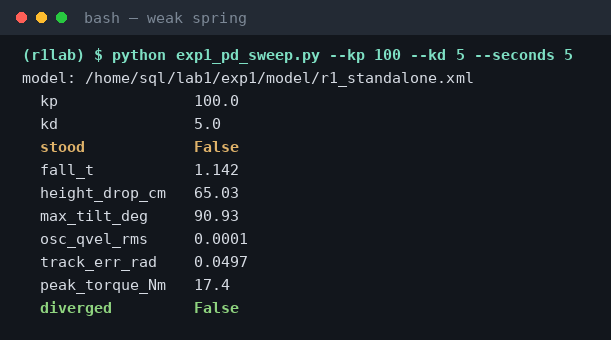 bash — weak spring
(r1lab) $ python exp1_pd_sweep.py --kp 100 --kd 5 --seconds 5
model: /home/sql/lab1/exp1/model/r1_standalone.xml
kp 100.0
kd 5.0
stood False
fall_t 1.142
height_drop_cm 65.03
max_tilt_deg 90.93
osc_qvel_rms 0.0001
track_err_rad 0.0497
peak_torque_Nm 17.4
diverged False